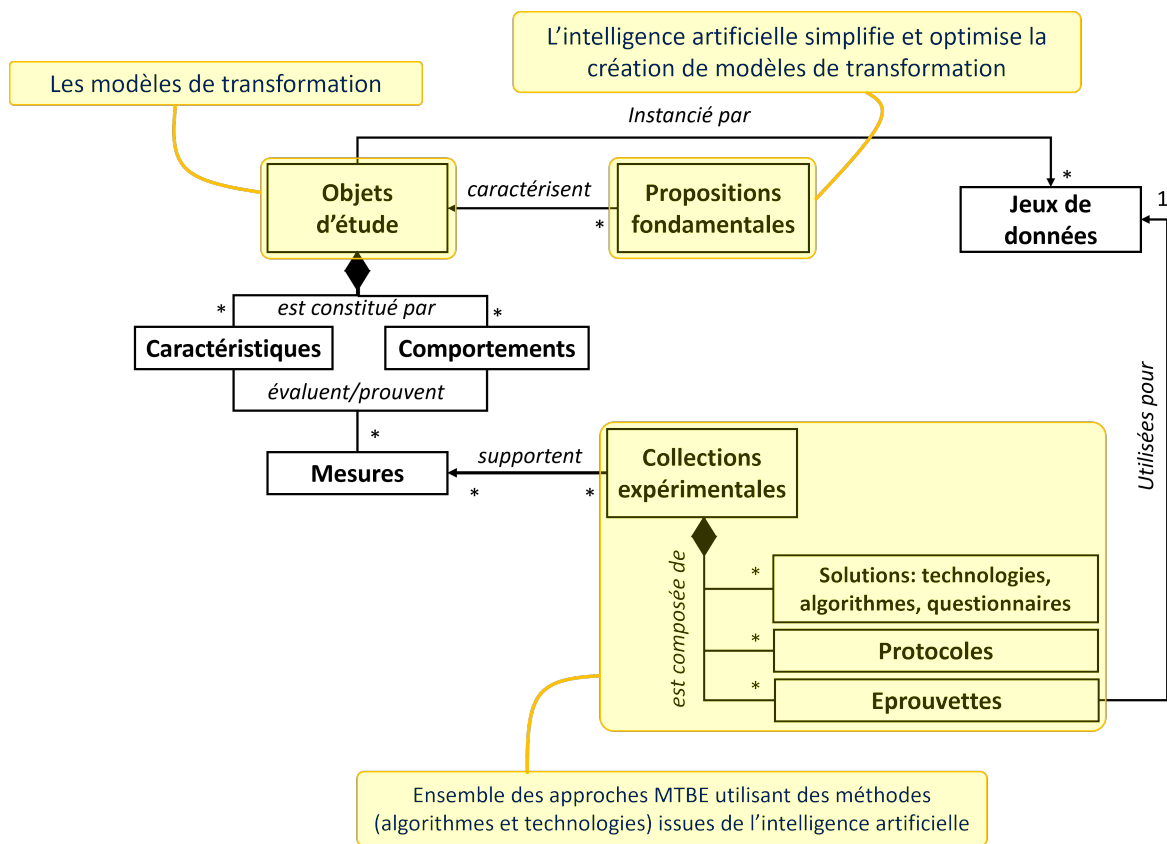 L’intelligence artificielle simplifie et optimise la
création de modèles de transformation
Les modèles de transformation
Instancié par
Objets
d’étude
caractérisent
*
Propositions
fondamentales
*
1
Jeux de
données
*
est constitué par
*
Caractéristiques
Comportements
évaluent/prouvent
*
Mesures
supportent
*
*
Collections
expérimentales
Utilisées pour
est composée de
*
Solutions: technologies,
algorithmes, questionnaires
*
Protocoles
*
Eprouvettes
Ensemble des approches MTBE utilisant des méthodes
(algorithmes et technologies) issues de l’intelligence artificielle